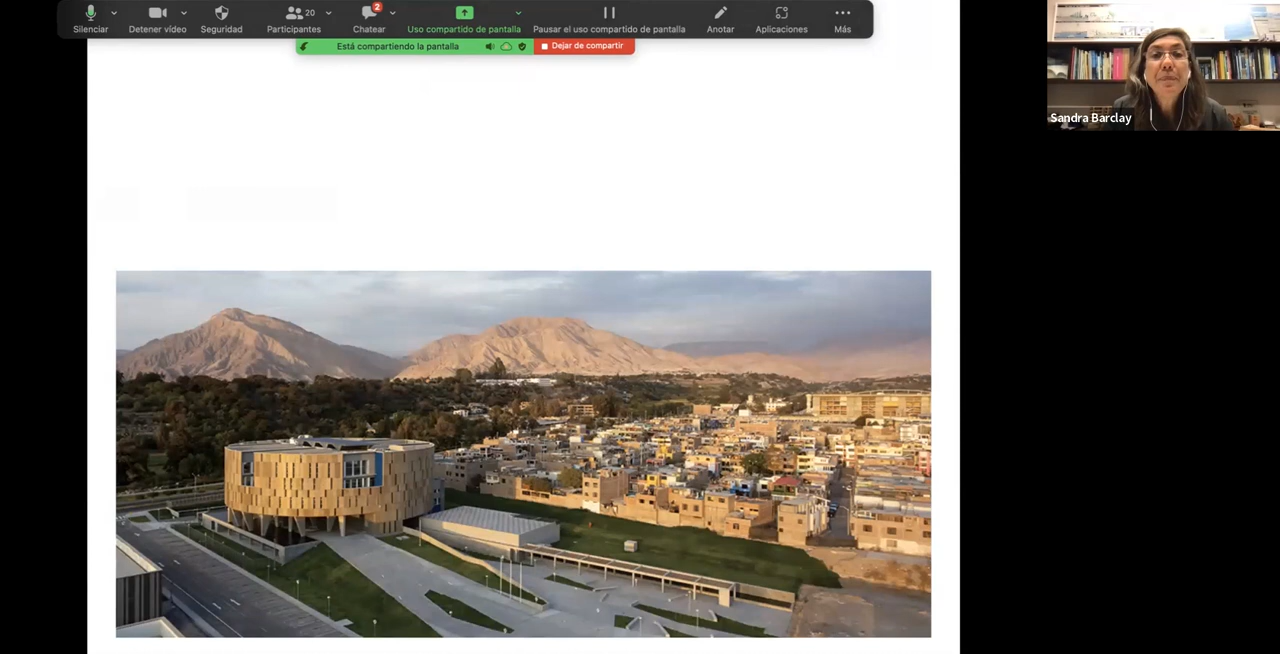 Silenciar
Detener vídeo
Seguridad
20
Participantes
2
Chatear
Uso compartido de pantalla
Pausar el uso compartido de pantalla
Anotar
Aplicaciones
Más
Está compartiendo la pantalla
Dejar de compartir
Sandra Barclay